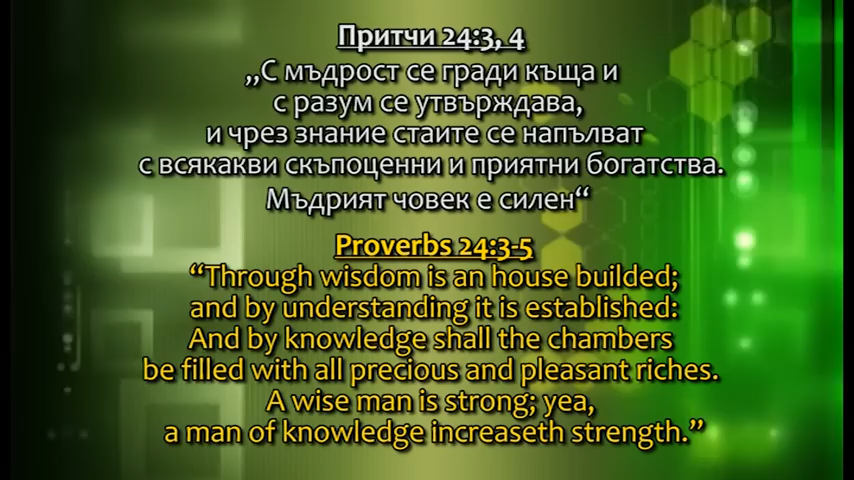 Притчи 24:3, 4
„С мъдрост се гради къща и
с разум се утвърждава,
и чрез знание стаите се напълват
с всякакви скъпоценни и приятни богатства.
Мъдрият човек е силен“
Proverbs 24:3-5
“Through wisdom is an house builded;
and by understanding it is established:
And by knowledge shall the chambers
be filled with all precious and pleasant riches.
A wise man is strong; yea,
a man of knowledge increaseth strength.”